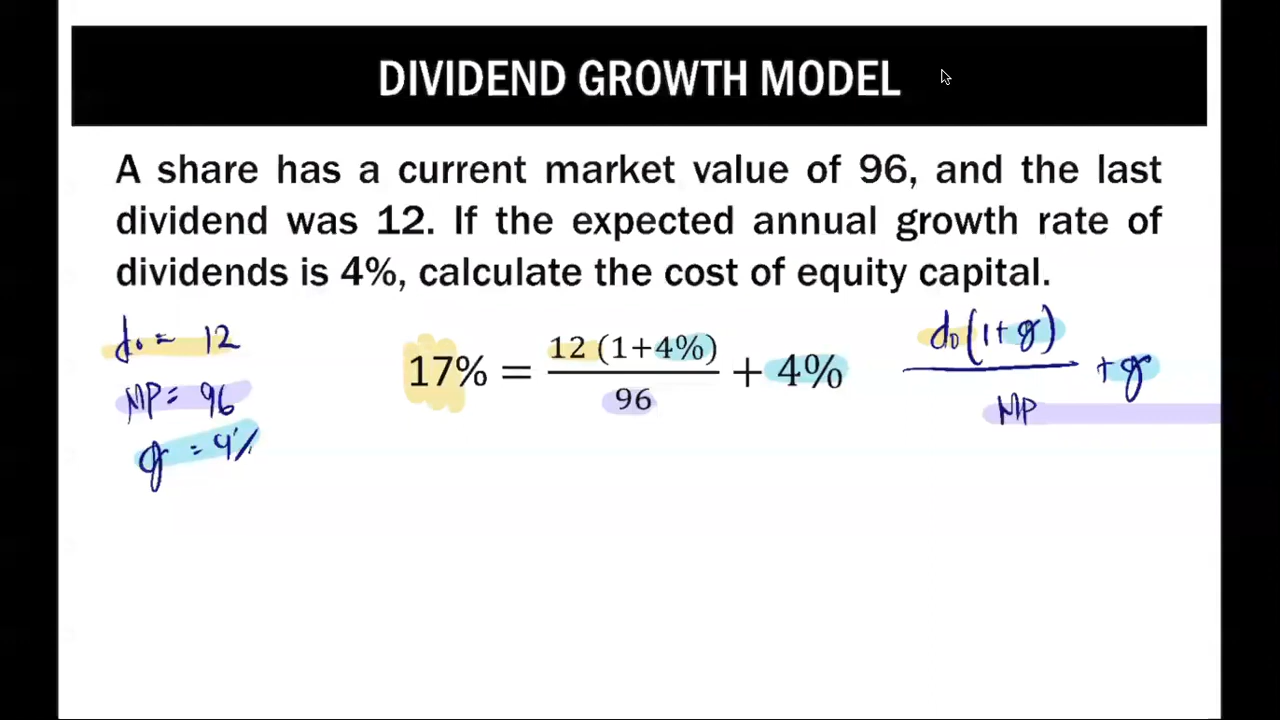 DIVIDEND GROWTH MODEL
A share has a current market value of 96, and the last
dividend was 12. If the expected annual growth rate of
dividends is 4%, calculate the cost of equity capital.
d₀ = 12
MP = 96
g = 4%
17% = 12 (1+4%) / 96 + 4%
d₀(1+g) / MP + g